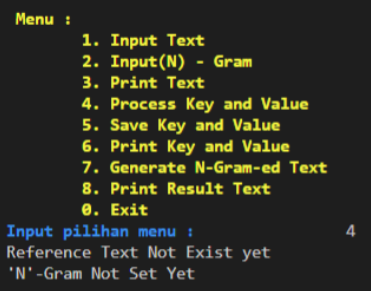 Menu :
1. Input Text
2. Input(N) - Gram
3. Print Text
4. Process Key and Value
5. Save Key and Value
6. Print Key and Value
7. Generate N-Gram-ed Text
8. Print Result Text
0. Exit
Input pilihan menu : 4
Reference Text Not Exist yet
'N'-Gram Not Set Yet